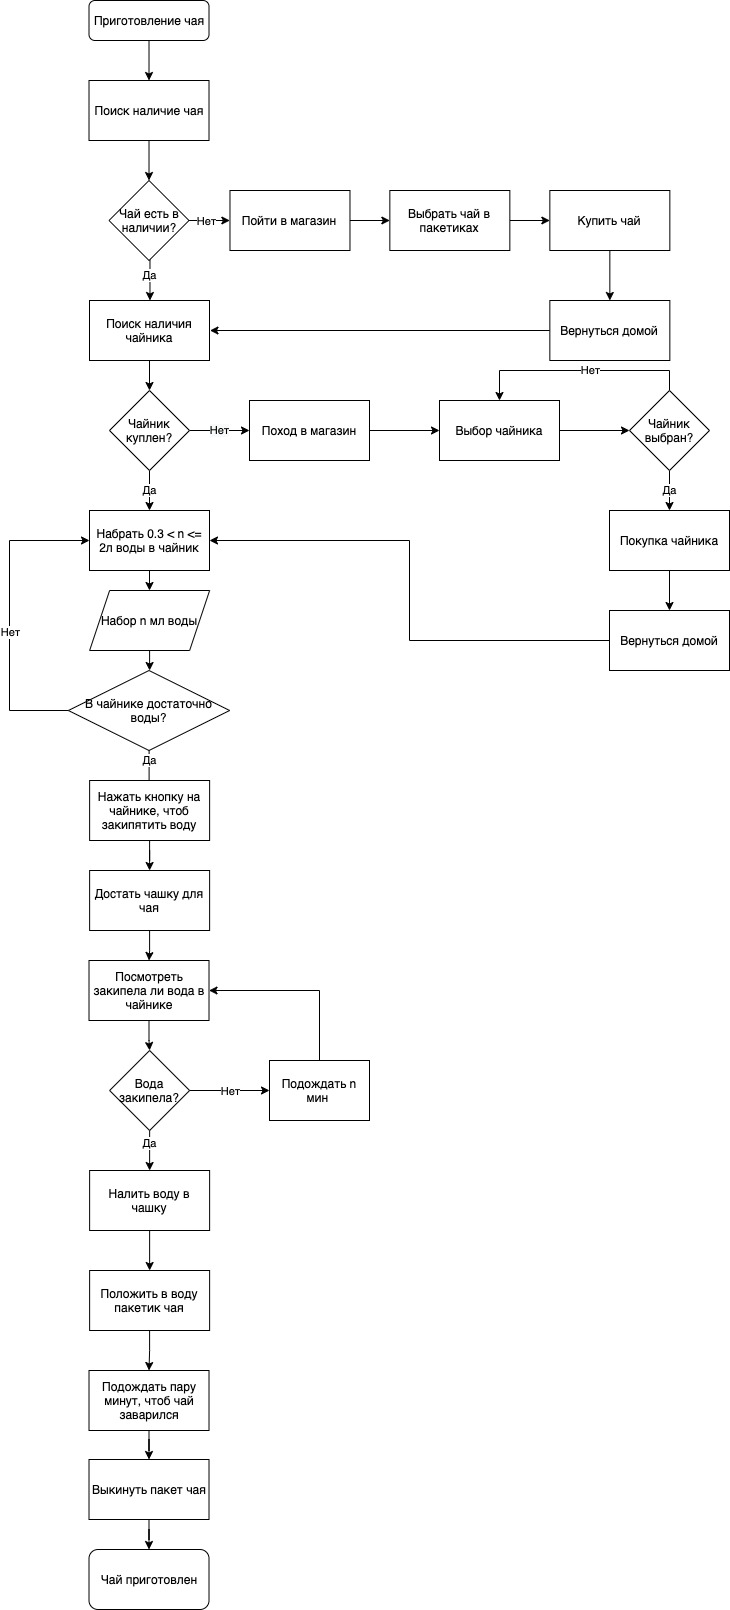 Приготовление чая
Поиск наличие чая
Чай есть в
наличии?
Нет
Пойти в магазин
Выбрать чай в
пакетиках
Купить чай
Да
Поиск наличия
чайника
Вернуться домой
Нет
Чайник
куплен?
Нет
Поход в магазин
Выбор чайника
Чайник
выбран?
Да
Да
Набрать 0.3 < n <=
2л воды в чайник
Покупка чайника
Набор n мл воды
Нет
Вернуться домой
В чайнике достаточно
воды?
Да
Нажать кнопку на
чайнике, чтоб
закипятить воду
Достать чашку для
чая
Посмотреть
закипела ли вода в
чайнике
Вода
закипела?
Нет
Подождать n
мин
Да
Налить воду в
чашку
Положить в воду
пакетик чая
Подождать пару
минут, чтоб чай
заварился
Выкинуть пакет чая
Чай приготовлен